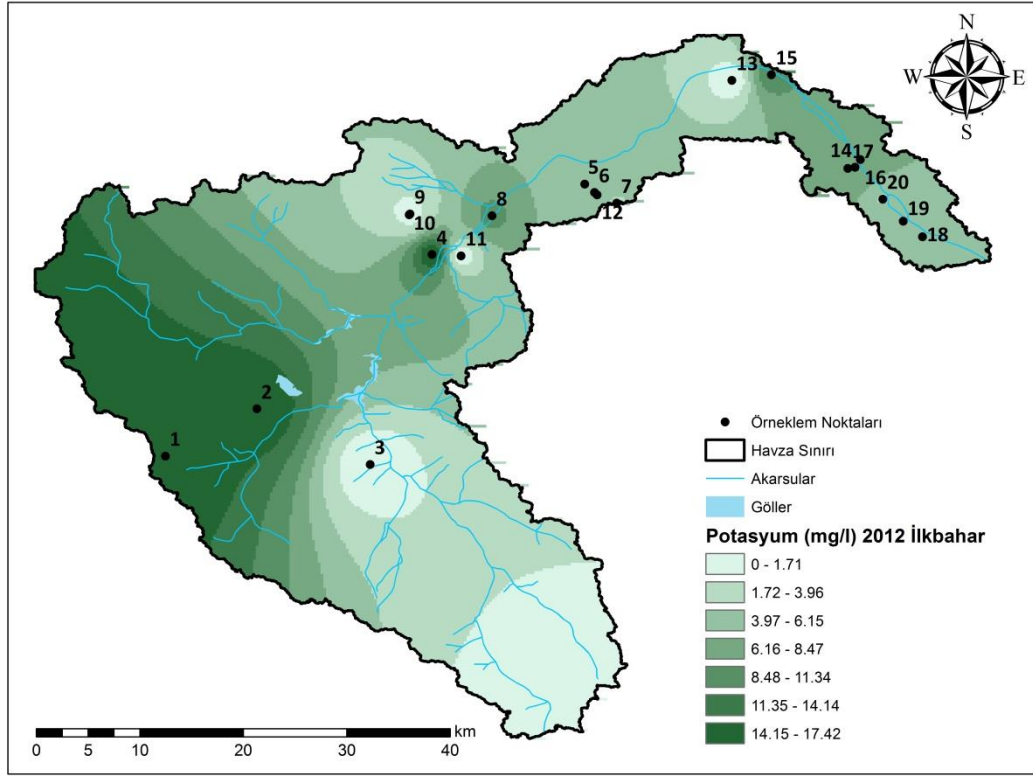 N
W E
S
13
15
14
17
16
20
19
18
5
6
7
12
8
9
10
4
11
2
1
3
Örneklem Noktaları
Havza Sınırı
Akarsular
Göller
Potasyum (mg/l) 2012 İlkbahar
0 - 1.71
1.72 - 3.96
3.97 - 6.15
6.16 - 8.47
8.48 - 11.34
11.35 - 14.14
14.15 - 17.42
km
0 5 10 20 30 40